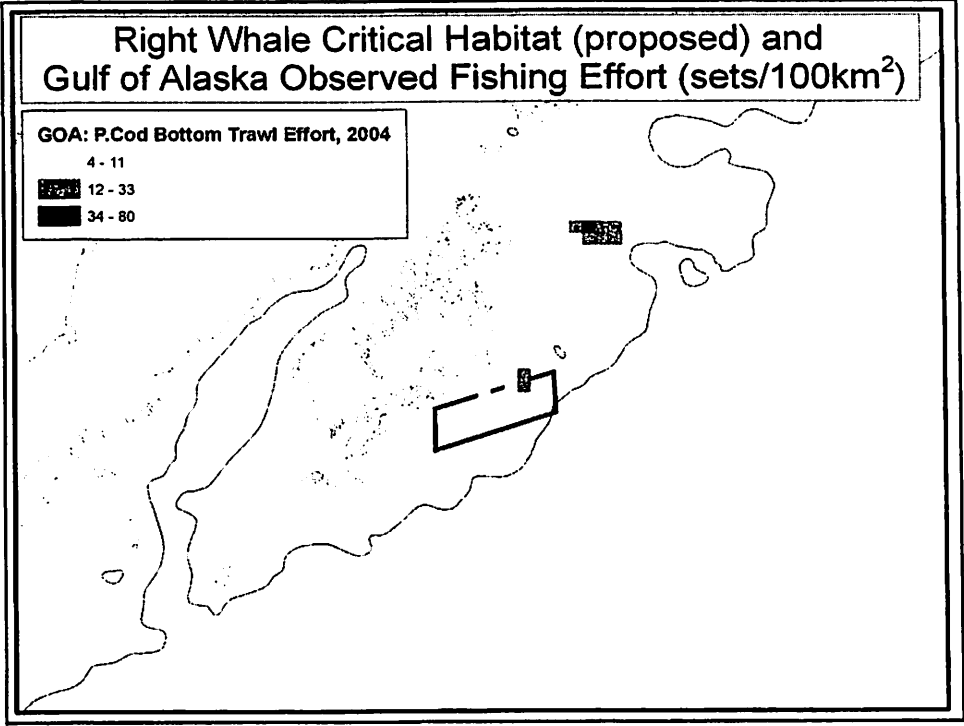 Right Whale Critical Habitat (proposed) and
Gulf of Alaska Observed Fishing Effort (sets/100km²)
GOA: P.Cod Bottom Trawl Effort, 2004
4 - 11
12 - 33
34 - 80